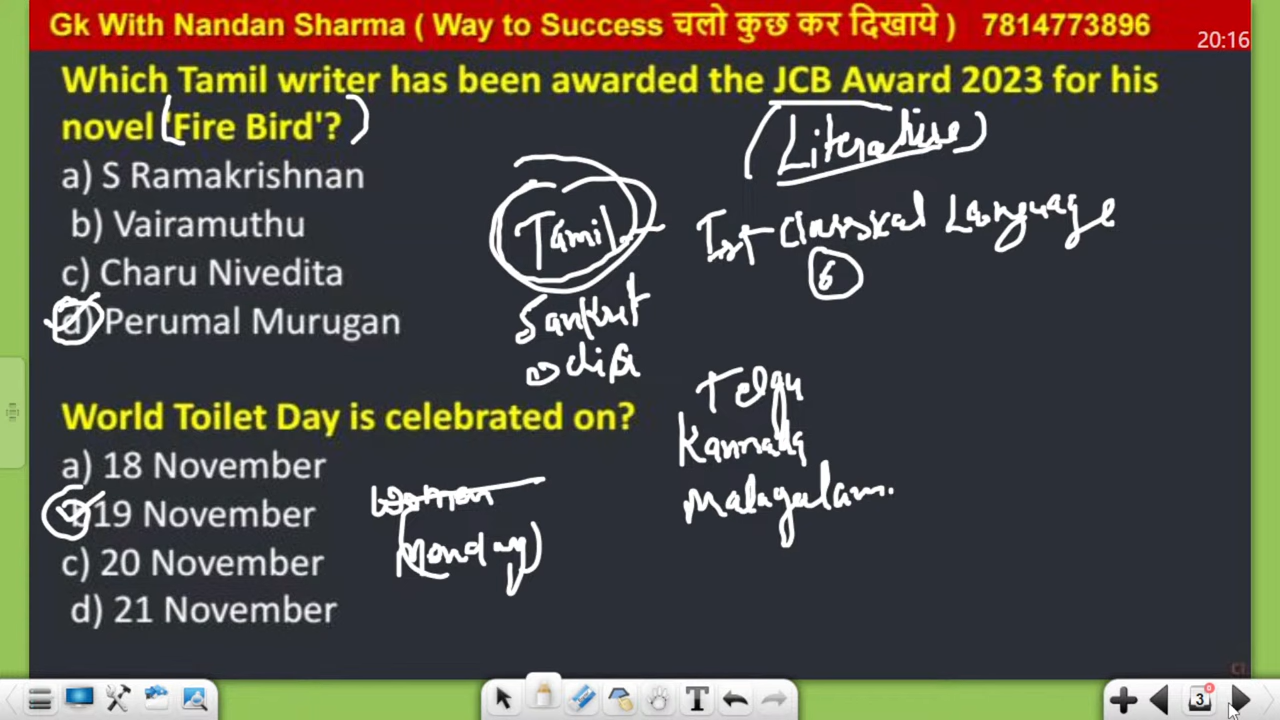 Gk With Nandan Sharma ( Way to Success चलो कुछ कर दिखाये ) 7814773896
20:16
Which Tamil writer has been awarded the JCB Award 2023 for his
novel 'Fire Bird'?
a) S Ramakrishnan
b) Vairamuthu
c) Charu Nivedita
d) Perumal Murugan
(Literature)
Tamil - Ist Classical Language
6
Sanskrit
Telgu
Kannada
Malayalam.
World Toilet Day is celebrated on?
a) 18 November
19 November
c) 20 November
d) 21 November
Monday)
T
3